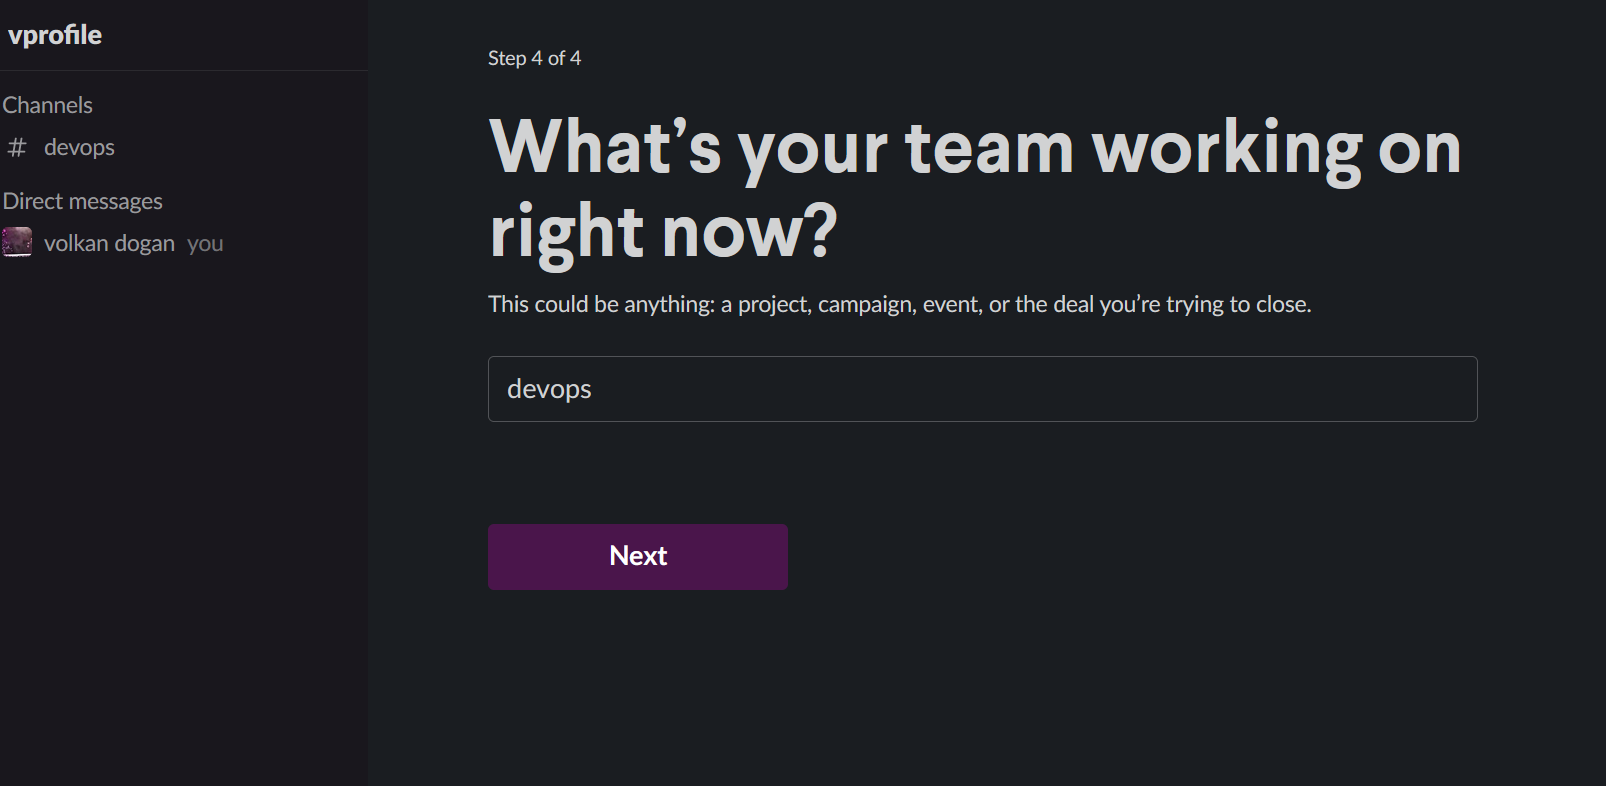 vprofile
Channels
# devops
Direct messages
volkan dogan you
Step 4 of 4
What’s your team working on
right now?
This could be anything: a project, campaign, event, or the deal you’re trying to close.
devops
Next